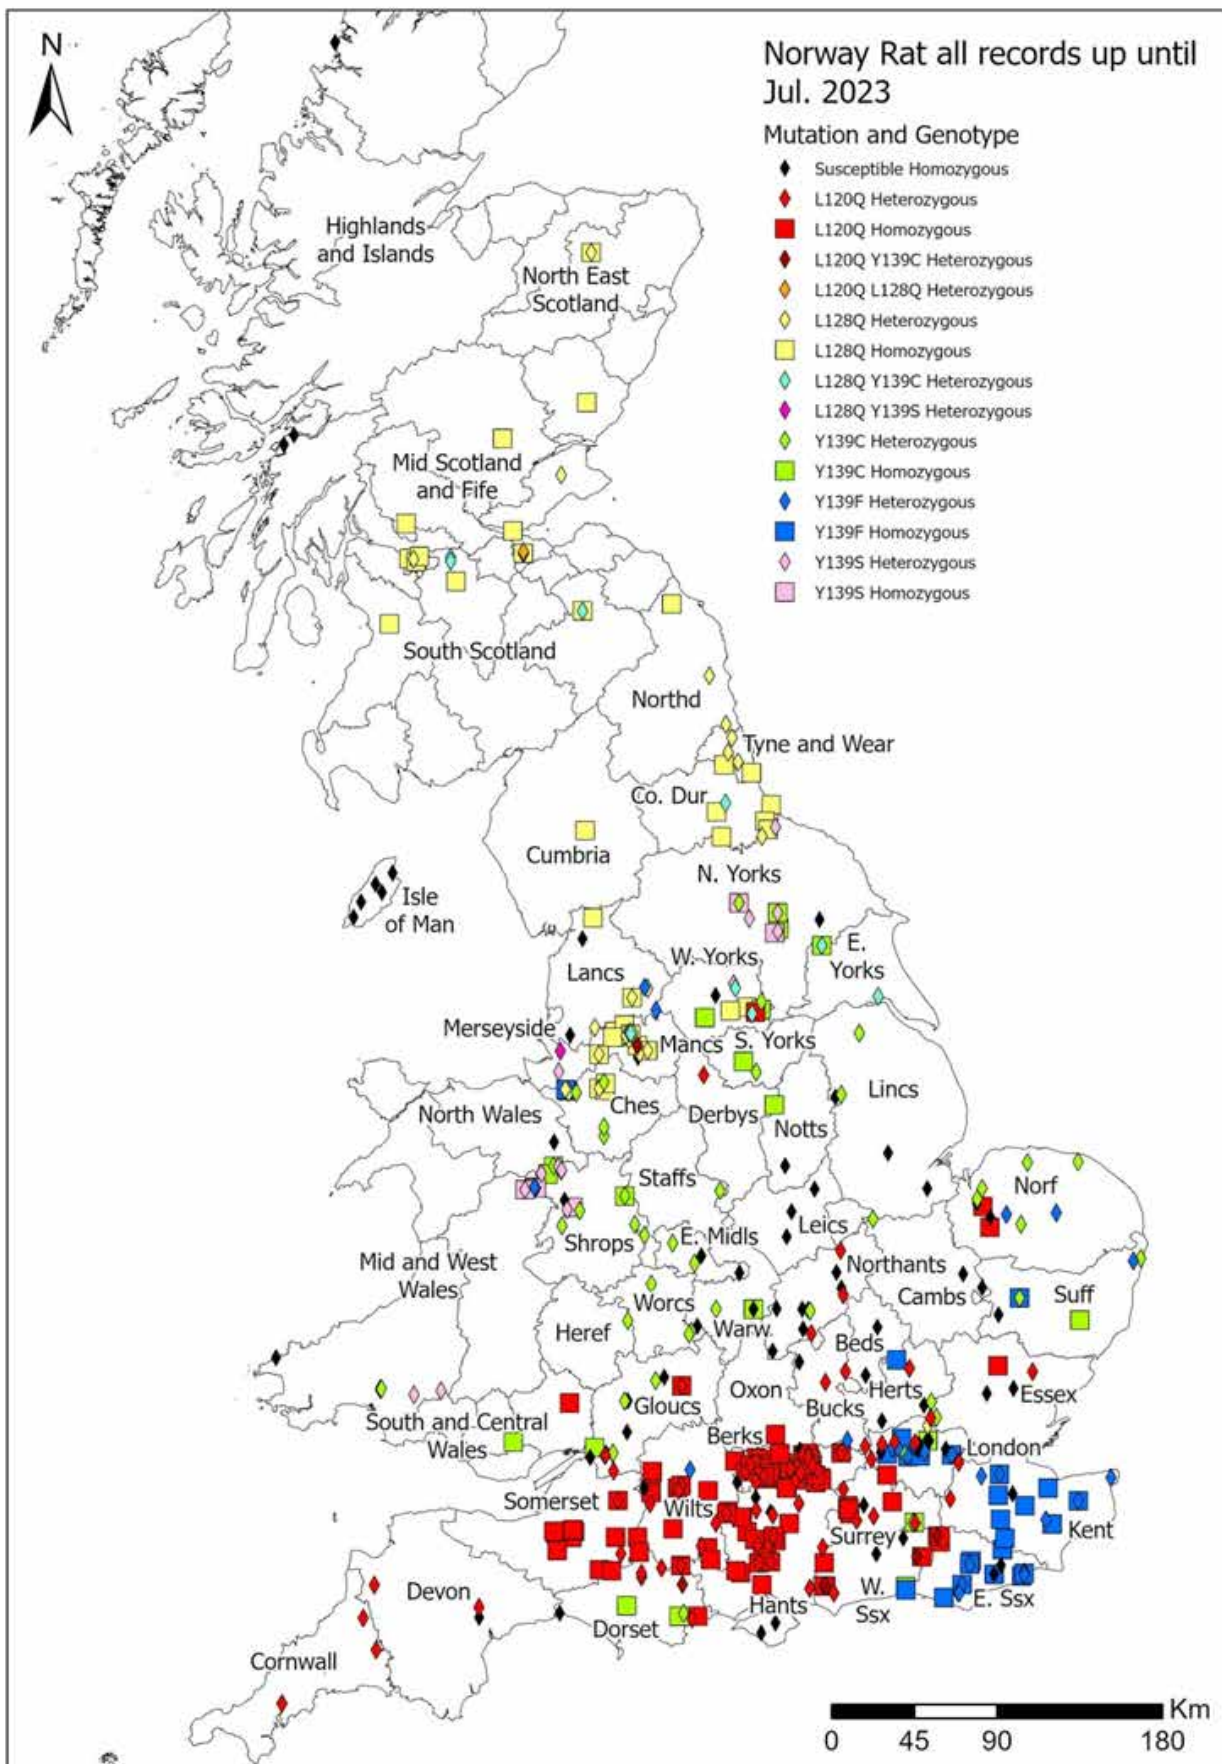 N
Norway Rat all records up until
Jul. 2023
Mutation and Genotype
Susceptible Homozygous
L120Q Heterozygous
L120Q Homozygous
L120Q Y139C Heterozygous
L120Q L128Q Heterozygous
L128Q Heterozygous
L128Q Homozygous
L128Q Y139C Heterozygous
L128Q Y139S Heterozygous
Y139C Heterozygous
Y139C Homozygous
Y139F Heterozygous
Y139F Homozygous
Y139S Heterozygous
Y139S Homozygous
Highlands
and Islands
North East
Scotland
Mid Scotland
and Fife
South Scotland
Northd
Tyne and Wear
Co. Dur
Cumbria
N. Yorks
Isle
of Man
W. Yorks
E.
Yorks
Lancs
Merseyside
Mancs
S. Yorks
North Wales
Ches
Derbys
Notts
Lincs
Staffs
Norf
Shrops
E. Midls
Leics
Mid and West
Wales
Northants
Worcs
Cambs
Suff
Heref
Warw
Beds
Oxon
Herts
Essex
Gloucs
Bucks
South and Central
Wales
Berks
London
Somerset
Wilts
Surrey
Kent
Devon
Hants
W.
Ssx
E. Ssx
Dorset
Cornwall
Km
0 45 90 180